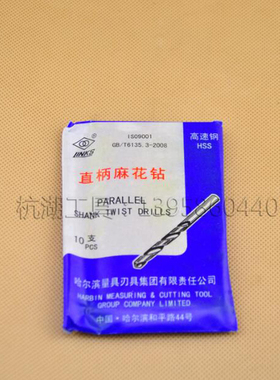 ISO9001
GB/T6135.3-2008
高速钢
HSS
LINKS
直柄麻花钻
PARALLEL
SHANK TWIST DRILLS
10支
PCS
哈尔滨量具刃具集团有限责任公司
HARBIN MEASURING & CUTTING TOOL
GROUP COMPANY LIMITED
中国·哈尔滨和平路44号